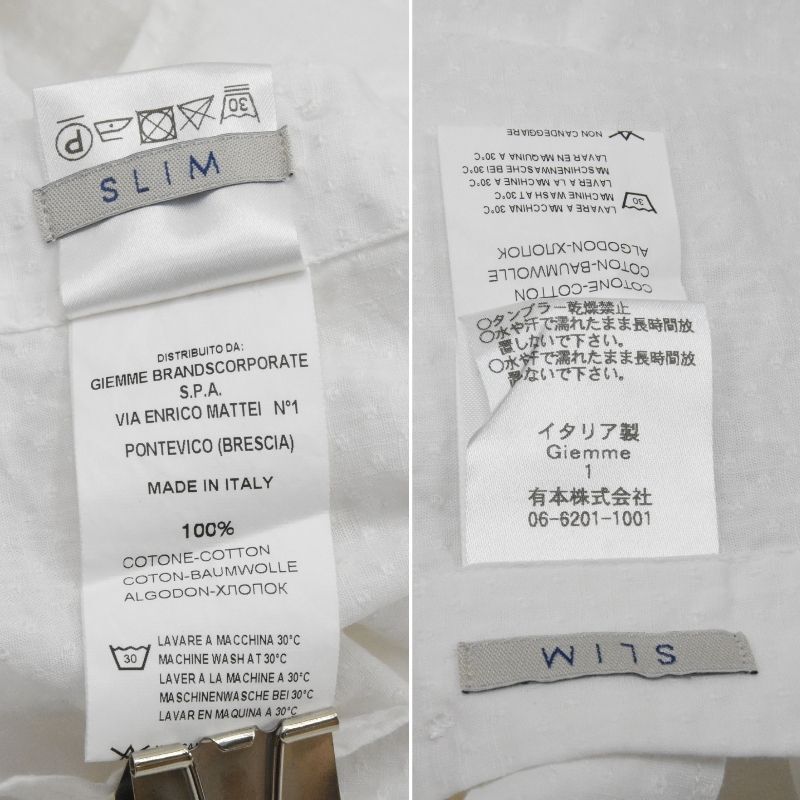 30
P
SLIM
DISTRIBUITO DA:
GIEMME BRANDSCORPORATE
S.P.A.
VIA ENRICO MATTEI N°1
PONTEVICO (BRESCIA)
MADE IN ITALY
100%
COTONE-COTTON
COTON-BAUMWOLLE
ALGODON-ХЛОПОК
30
LAVARE A MACCHINA 30°C
MACHINE WASH AT 30°C
LAVER A LA MACHINE A 30°C
MASCHINENWASCHE BEI 30°C
LAVAR EN MAQUINA A 30°C
COTONE-COTTON
COTON-BAUMWOLLE
ALGODON-ХЛОПОК
30
LAVARE A MACCHINA 30°C
MACHINE WASH AT 30°C
LAVER A LA MACHINE A 30°C
MASCHINENWASCHE BEI 30°C
LAVAR EN MAQUINA A 30°C
NON CANDEGGIARE
○タンブラー乾燥禁止
○水や汗で濡れたまま長時間放
置しないで下さい。
○水や汗で濡れたまま長時間放
ないで下さい。
イタリア製
Giemme
1
有本株式会社
06-6201-1001
SLIM